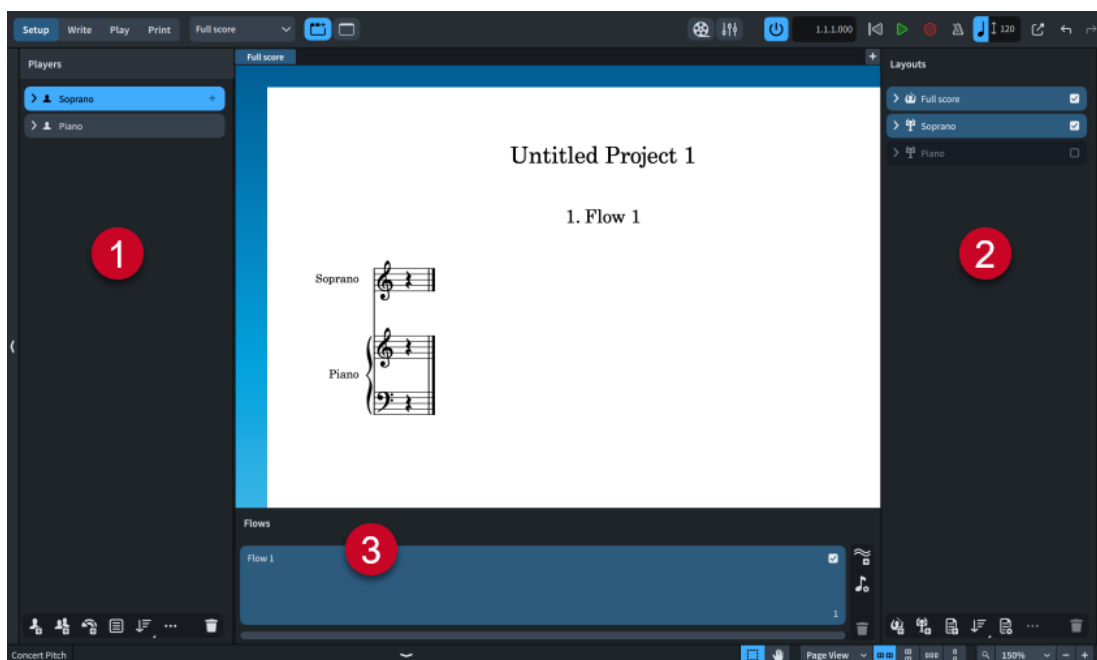 Setup Write Play Print Full score 1.1.1.000 120
Players
Full score
Layouts
Soprano
Piano
Full score
Soprano
Piano
Untitled Project 1
1. Flow 1
1
2
Soprano
Piano
Flows
3
Flow 1
1
Concert Pitch
Page View
150%